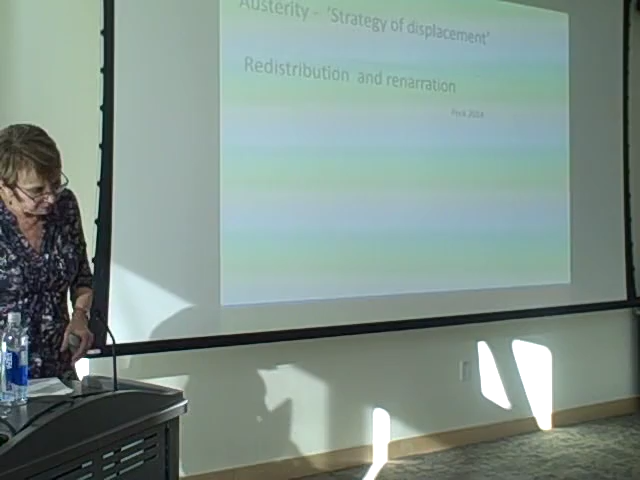 Austerity - 'Strategy of displacement'
Redistribution and renarration
Peck 2014